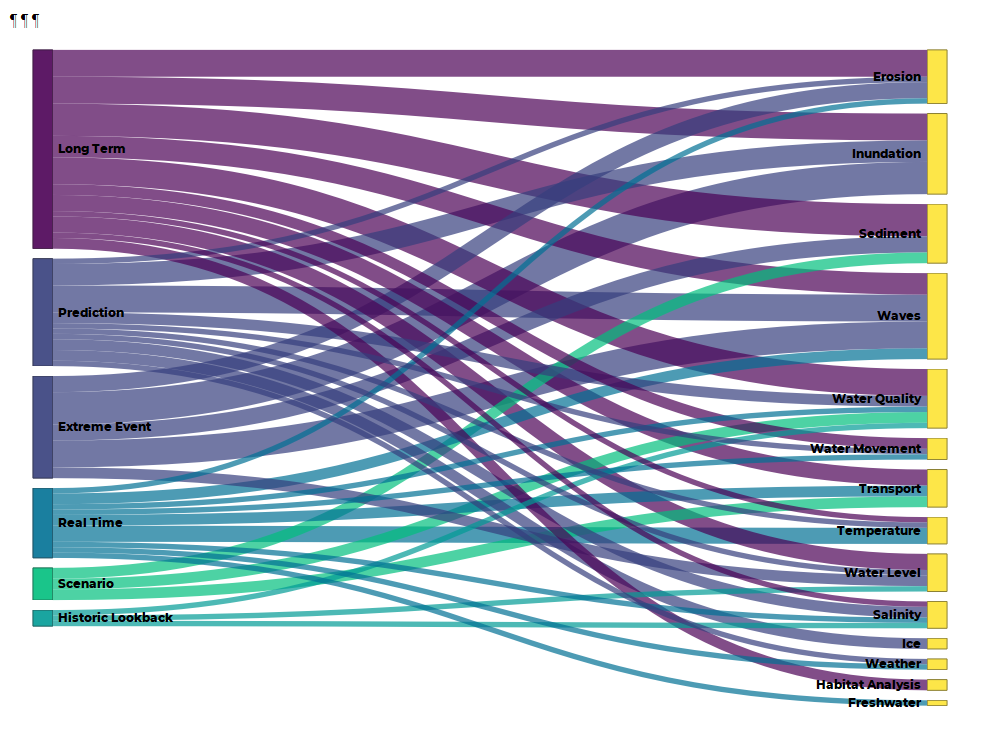 ¶ ¶ ¶
Long Term
Prediction
Extreme Event
Real Time
Scenario
Historic Lookback
Erosion
Inundation
Sediment
Waves
Water Quality
Water Movement
Transport
Temperature
Water Level
Salinity
Ice
Weather
Habitat Analysis
Freshwater